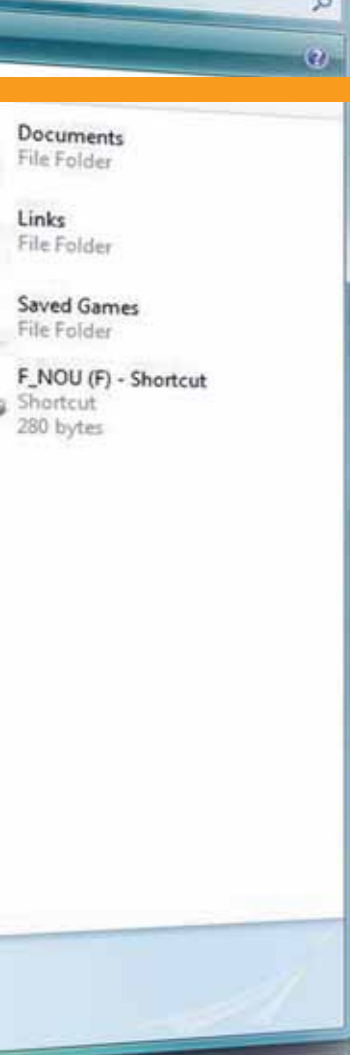 Documents
File Folder
Links
File Folder
Saved Games
File Folder
F_NOU (F) - Shortcut
Shortcut
280 bytes